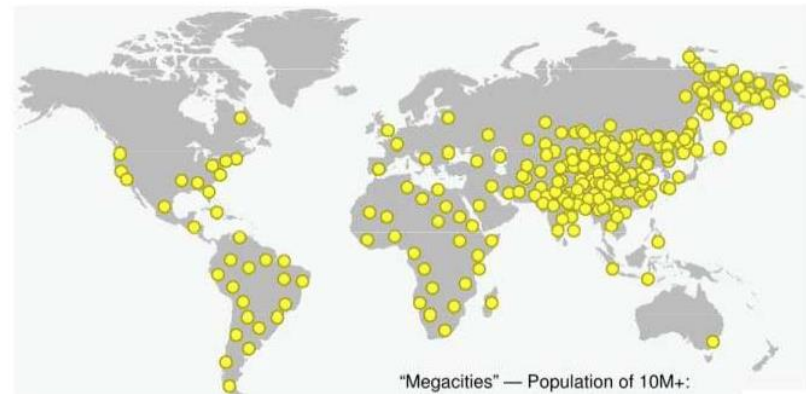 “Megacities” — Population of 10M+: